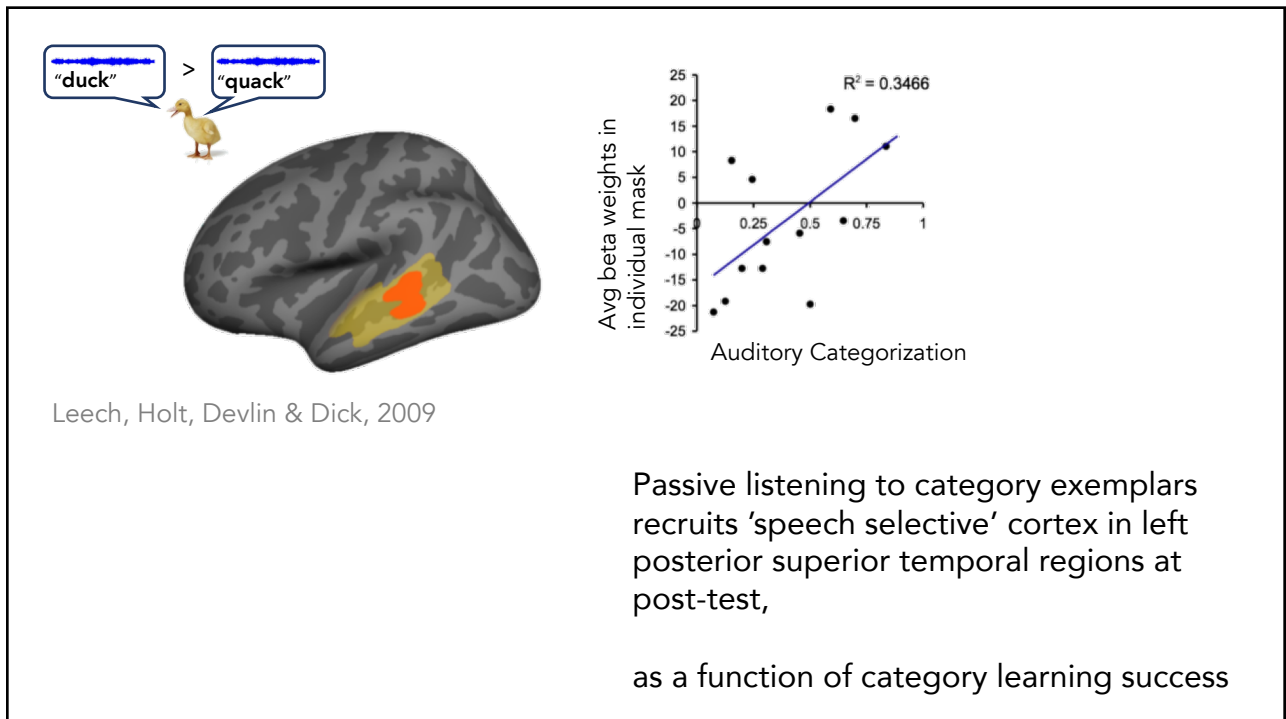 “duck” > “quack”
Leech, Holt, Devlin & Dick, 2009
Avg beta weights in
individual mask
R² = 0.3466
25
20
15
10
5
0
-5
-10
-15
-20
-25
0 0.25 0.5 0.75 1
Auditory Categorization
Passive listening to category exemplars
recruits ‘speech selective’ cortex in left
posterior superior temporal regions at
post-test,
as a function of category learning success